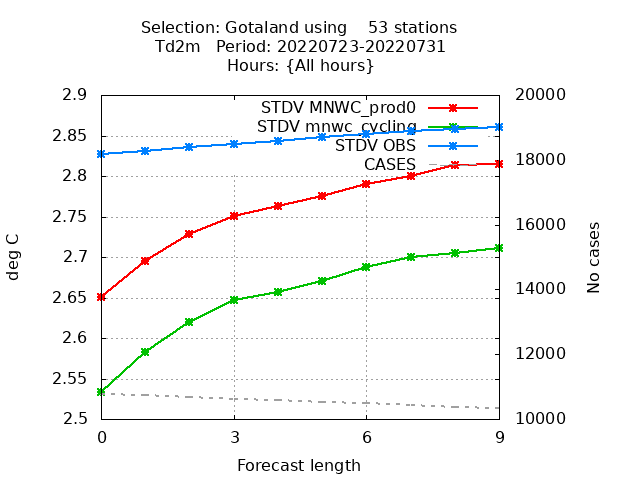 Selection: Gotaland using    53 stations
Td2m   Period: 20220723-20220731
Hours: {All hours}
STDV MNWC_prod0
STDV mnwc_cycling
STDV OBS
CASES
deg C
2.9
2.85
2.8
2.75
2.7
2.65
2.6
2.55
2.5
No cases
20000
18000
16000
14000
12000
10000
0 3 6 9
Forecast length